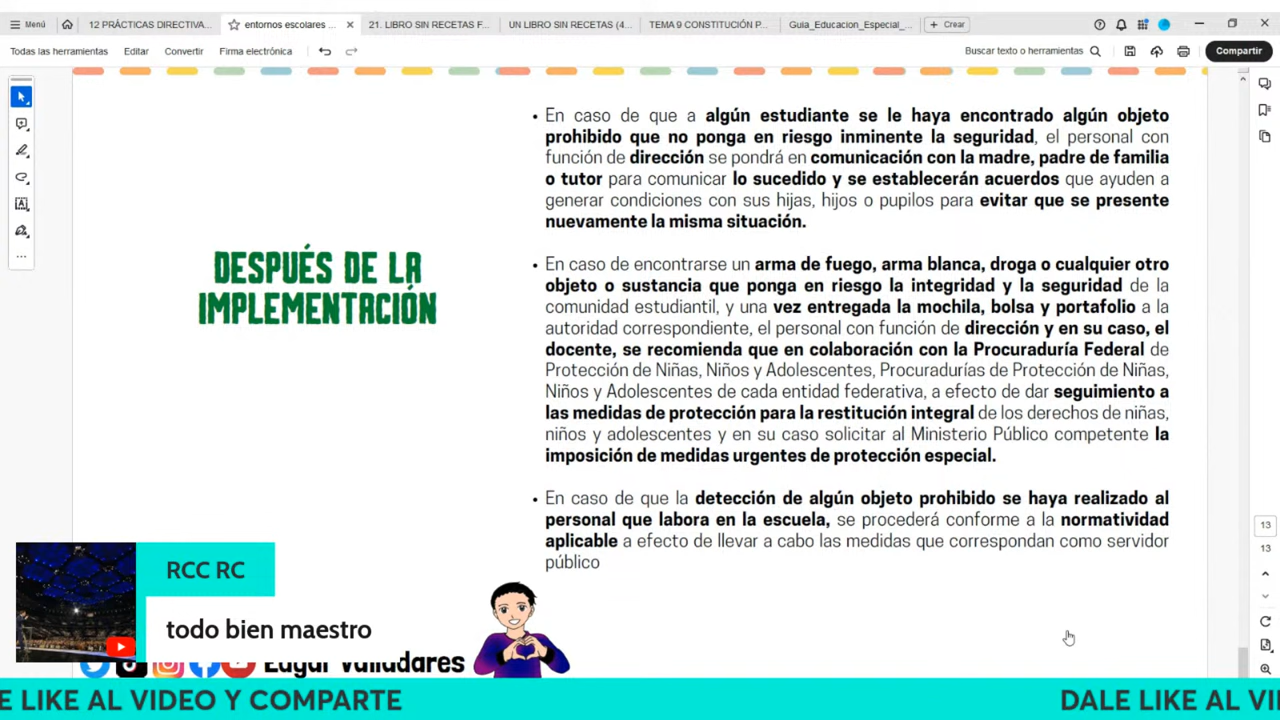 Menú
12 PRÁCTICAS DIRECTIVA...
entornos escolares ...
21. LIBRO SIN RECETAS F...
UN LIBRO SIN RECETAS (4...
TEMA 9 CONSTITUCIÓN P...
Guia_Educacion_Especial_...
+ Crear
Todas las herramientas
Editar
Convertir
Firma electrónica
Buscar texto o herramientas
Compartir
DESPUÉS DE LA
IMPLEMENTACIÓN
• En caso de que a algún estudiante se le haya encontrado algún objeto
prohibido que no ponga en riesgo inminente la seguridad, el personal con
función de dirección se pondrá en comunicación con la madre, padre de familia
o tutor para comunicar lo sucedido y se establecerán acuerdos que ayuden a
generar condiciones con sus hijas, hijos o pupilos para evitar que se presente
nuevamente la misma situación.
• En caso de encontrarse un arma de fuego, arma blanca, droga o cualquier otro
objeto o sustancia que ponga en riesgo la integridad y la seguridad de la
comunidad estudiantil, y una vez entregada la mochila, bolsa y portafolio a la
autoridad correspondiente, el personal con función de dirección y en su caso, el
docente, se recomienda que en colaboración con la Procuraduría Federal de
Protección de Niñas, Niños y Adolescentes, Procuradurías de Protección de Niñas,
Niños y Adolescentes de cada entidad federativa, a efecto de dar seguimiento a
las medidas de protección para la restitución integral de los derechos de niñas,
niños y adolescentes y en su caso solicitar al Ministerio Público competente la
imposición de medidas urgentes de protección especial.
• En caso de que la detección de algún objeto prohibido se haya realizado al
personal que labora en la escuela, se procederá conforme a la normatividad
aplicable a efecto de llevar a cabo las medidas que correspondan como servidor
público
13
13
RCC RC
todo bien maestro
Edgar Valladares
E LIKE AL VIDEO Y COMPARTE
DALE LIKE AL VI